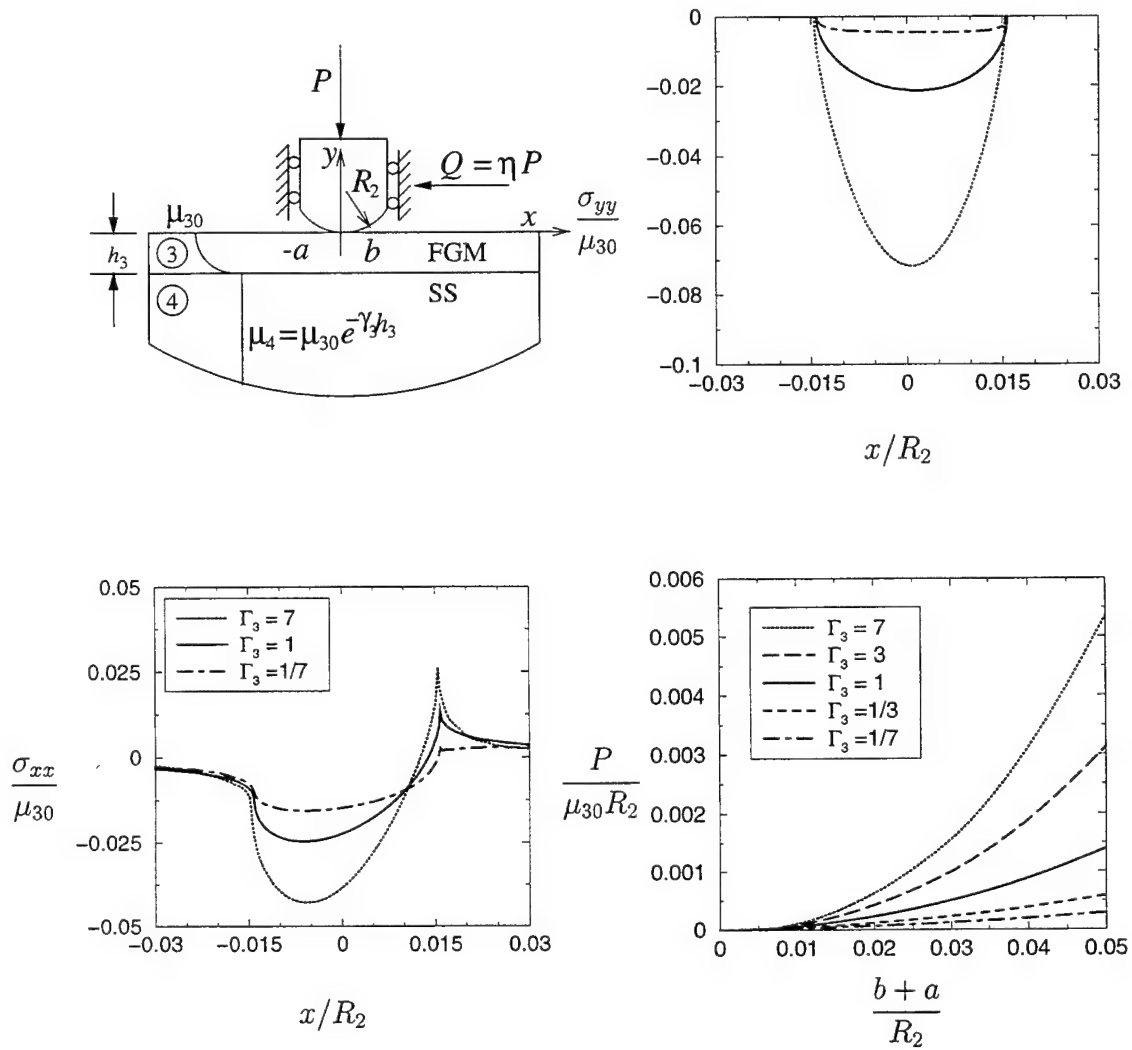 P
y
Q = η P
R₂
μ₃₀
x
h₃
③
-a
b
FGM
④
SS
μ₄ = μ₃₀ e^{-γ₃h₃}
σ_yy
μ₃₀
0
−0.02
−0.04
−0.06
−0.08
−0.1
−0.03 −0.015 0 0.015 0.03
x/R₂
0.05
0.025
0
−0.025
−0.05
σ_xx
μ₃₀
Γ₃ = 7
Γ₃ = 1
Γ₃ =1/7
−0.03 −0.015 0 0.015 0.03
x/R₂
0.006
0.005
0.004
0.003
0.002
0.001
0
P
μ₃₀R₂
Γ₃ = 7
Γ₃ = 3
Γ₃ = 1
Γ₃ =1/3
Γ₃ =1/7
0 0.01 0.02 0.03 0.04 0.05
b + a
R₂